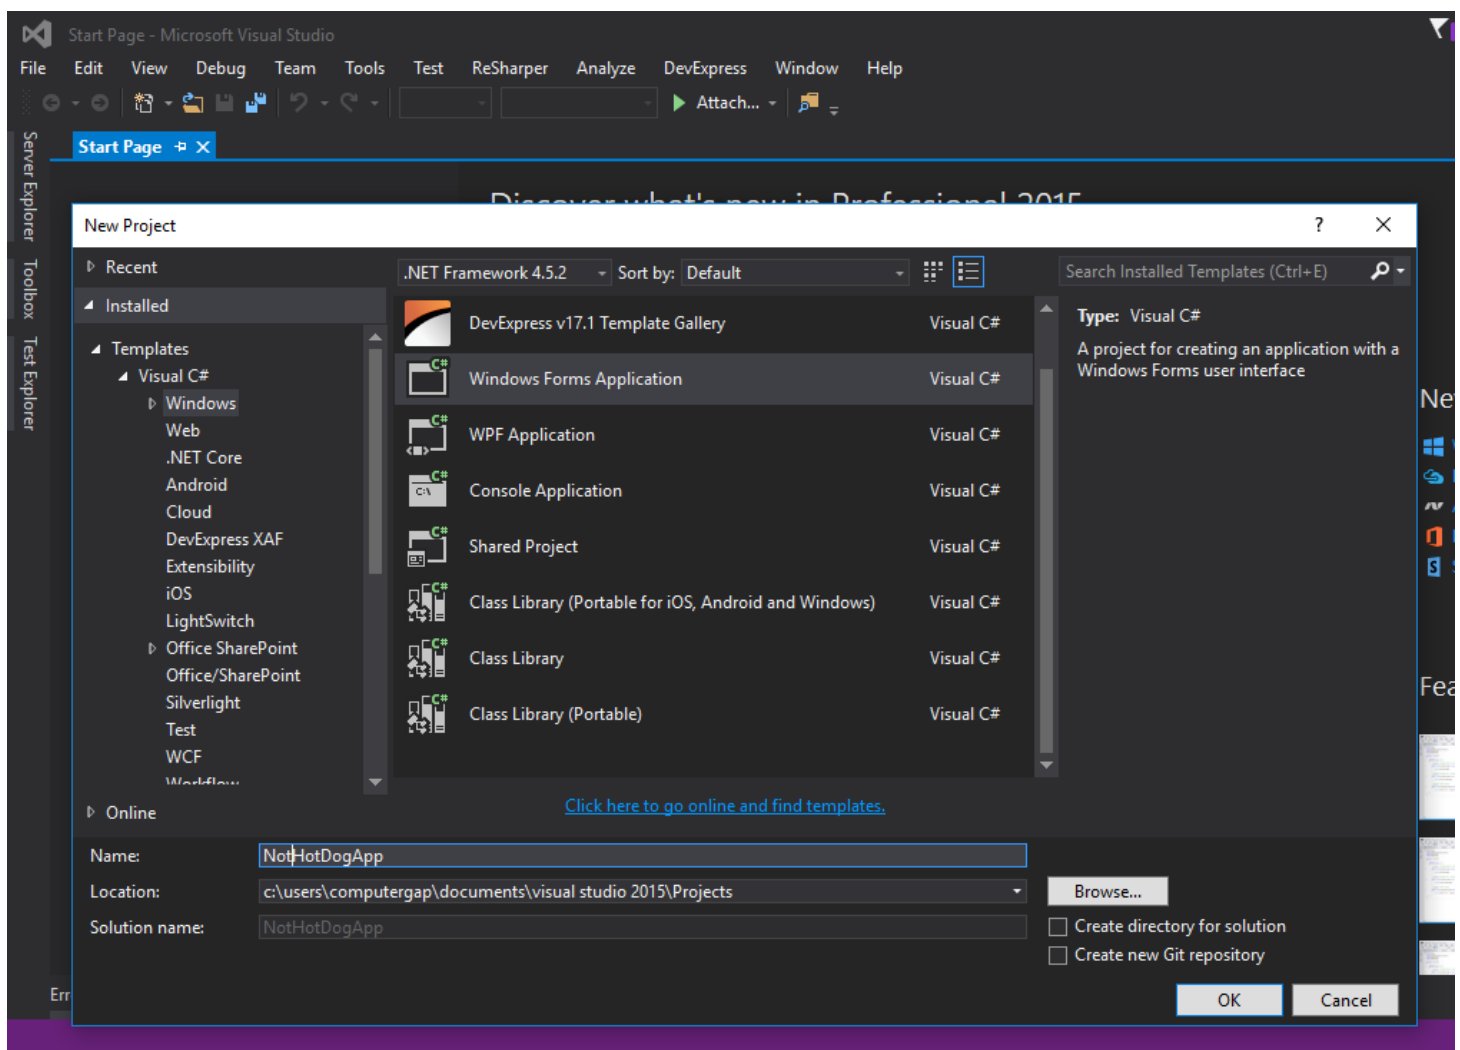 Start Page - Microsoft Visual Studio
File Edit View Debug Team Tools Test ReSharper Analyze DevExpress Window Help
Attach...
Server Explorer
Toolbox
Test Explorer
Start Page
Discover what's new in Professional 2015
New Project ?
Recent
.NET Framework 4.5.2 Sort by: Default
Search Installed Templates (Ctrl+E)
Installed
Templates
Visual C#
Windows
Web
.NET Core
Android
Cloud
DevExpress XAF
Extensibility
iOS
LightSwitch
Office SharePoint
Office/SharePoint
Silverlight
Test
WCF
Workflow
Online
DevExpress v17.1 Template Gallery Visual C#
C# Windows Forms Application Visual C#
C# WPF Application Visual C#
C# C:\ Console Application Visual C#
C# Shared Project Visual C#
C# Class Library (Portable for iOS, Android and Windows) Visual C#
C# Class Library Visual C#
C# Class Library (Portable) Visual C#
Click here to go online and find templates.
Type: Visual C#
A project for creating an application with a
Windows Forms user interface
Ne
Fea
Name: NotHotDogApp
Location: c:\users\computergap\documents\visual studio 2015\Projects Browse...
Solution name: NotHotDogApp
Create directory for solution
Create new Git repository
Err
OK Cancel